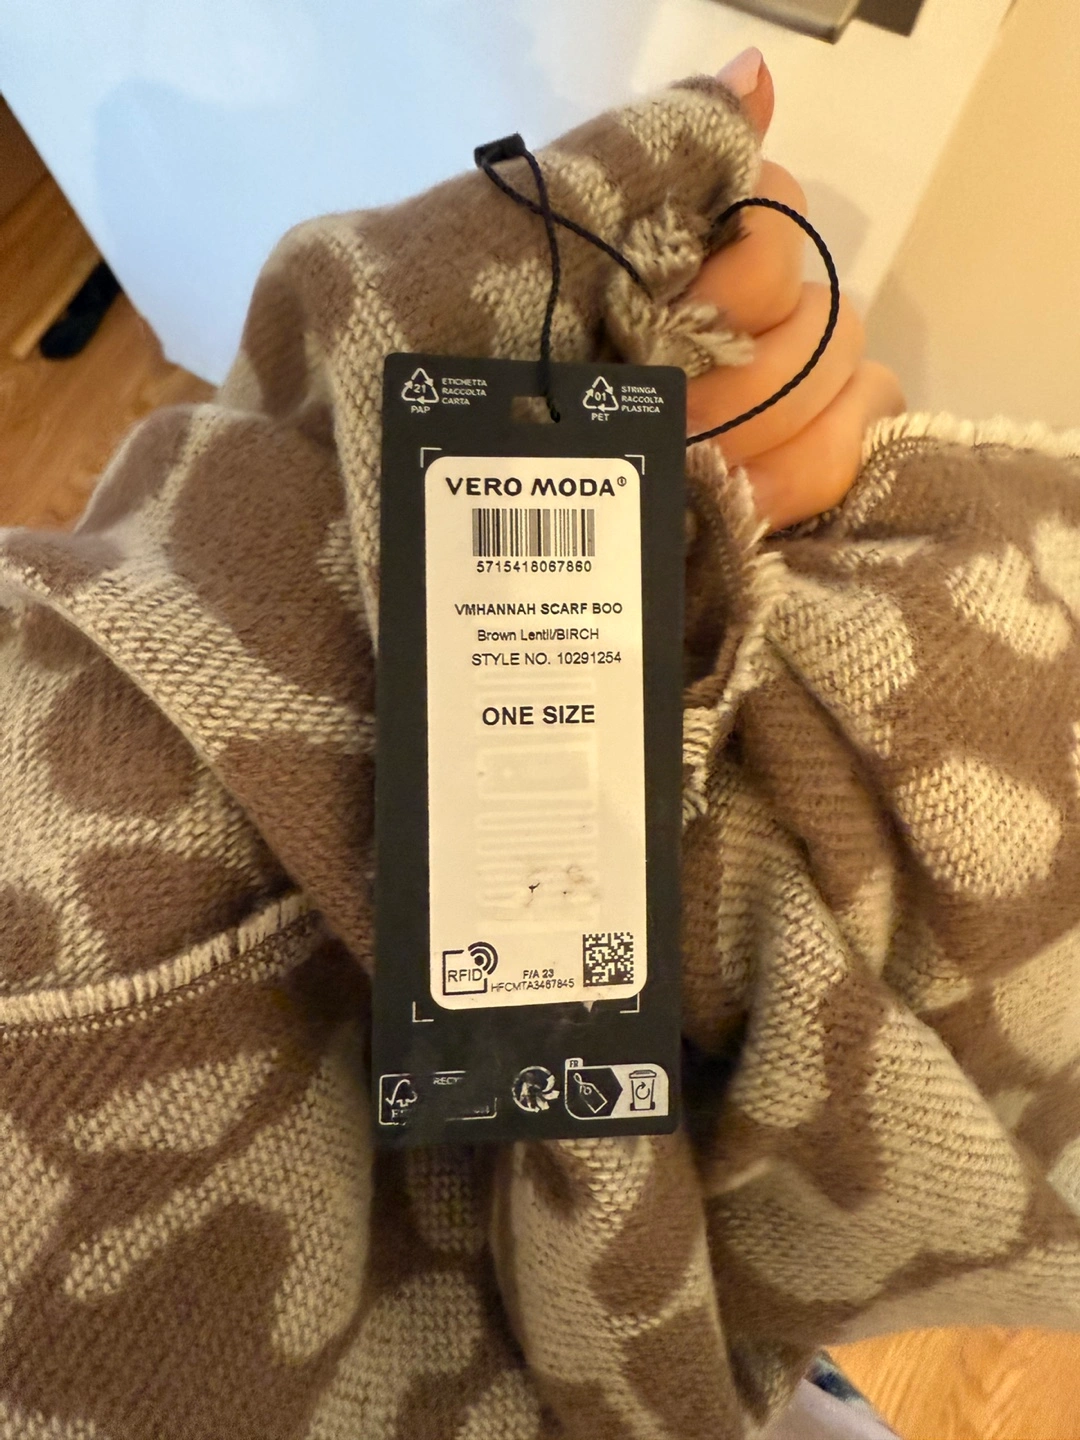 21
PAP
ETICHETTA
RACCOLTA
CARTA
01
PET
STRINGA
RACCOLTA
PLASTICA
VERO MODA®
5715418067860
VMHANNAH SCARF BOO
Brown Lentil/BIRCH
STYLE NO. 10291254
ONE SIZE
RFID
F/A 23
HFCMTA3467845
FR